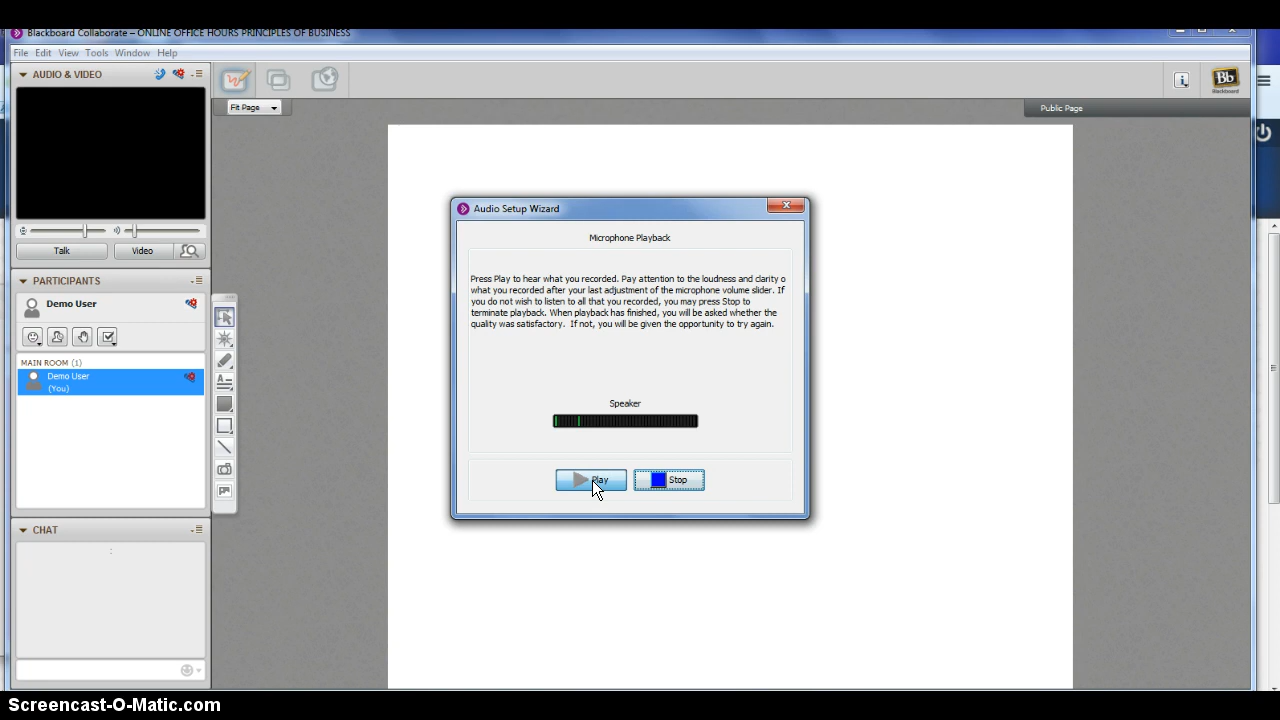 Blackboard Collaborate – ONLINE OFFICE HOURS PRINCIPLES OF BUSINESS
File Edit View Tools Window Help
AUDIO & VIDEO
Bb
Blackboard
Fit Page
Public Page
Talk Video
PARTICIPANTS
Demo User
MAIN ROOM (1)
Demo User
(You)
CHAT
:
Audio Setup Wizard
Microphone Playback
Press Play to hear what you recorded. Pay attention to the loudness and clarity o
what you recorded after your last adjustment of the microphone volume slider. If
you do not wish to listen to all that you recorded, you may press Stop to
terminate playback. When playback has finished, you will be asked whether the
quality was satisfactory. If not, you will be given the opportunity to try again.
Speaker
Play Stop
Screencast-O-Matic.com